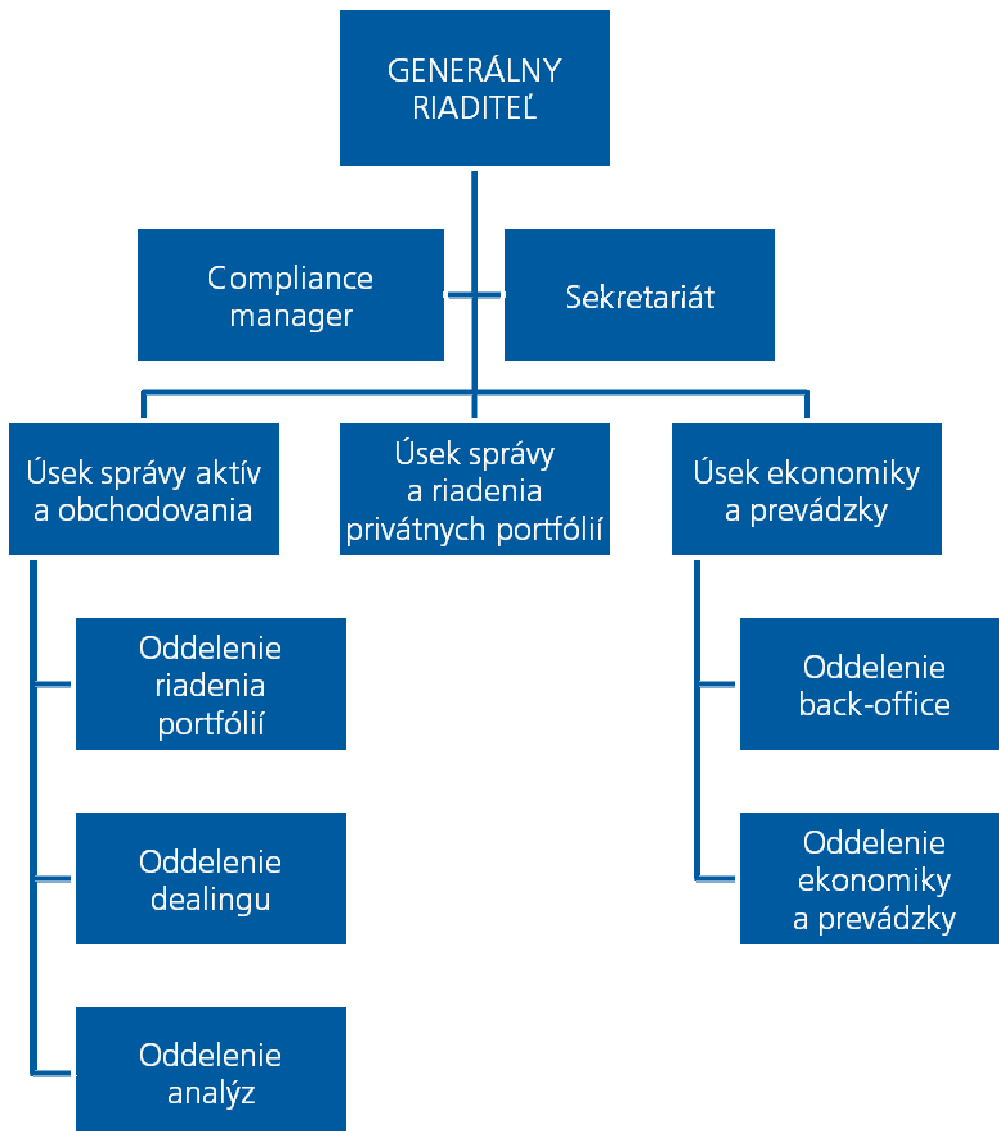 GENERÁLNY
RIADITEĽ
Compliance
manager
Sekretariát
Úsek správy aktív
a obchodovania
Úsek správy
a riadenia
privátnych portfólií
Úsek ekonomiky
a prevádzky
Oddelenie
riadenia
portfólií
Oddelenie
back-office
Oddelenie
dealingu
Oddelenie
ekonomiky
a prevádzky
Oddelenie
analýz